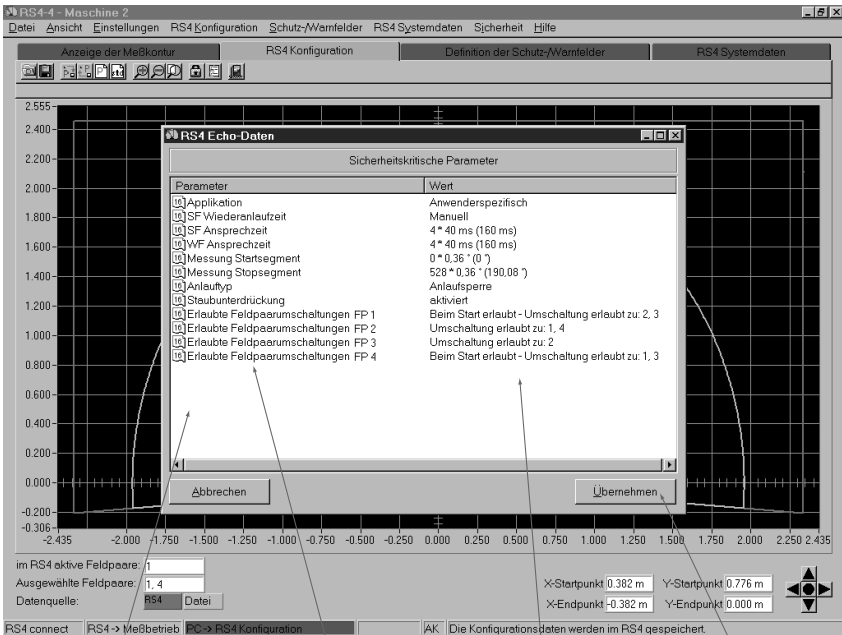 RS4-4 - Maschine 2
Datei Ansicht Einstellungen RS4 Konfiguration Schutz-/Warnfelder RS4 Systemdaten Sicherheit Hilfe
Anzeige der Meßkontur RS4 Konfiguration Definition der Schutz-/Warnfelder RS4 Systemdaten
std
2.555
2.400
2.200
2.000
1.800
1.600
1.400
1.200
1.000
0.800
0.600
0.400
0.200
0.000
-0.200
-0.306
RS4 Echo-Daten
Sicherheitskritische Parameter
Parameter Wert
Applikation Anwenderspezifisch
SF Wiederanlaufzeit Manuell
SF Ansprechzeit 4 * 40 ms (160 ms)
WF Ansprechzeit 4 * 40 ms (160 ms)
Messung Startsegment 0 * 0,36 ° (0 °)
Messung Stopsegment 528 * 0,36 ° (190,08 °)
Anlauftyp Anlaufsperre
Staubunterdrückung aktiviert
Erlaubte Feldpaarumschaltungen FP 1 Beim Start erlaubt - Umschaltung erlaubt zu: 2, 3
Erlaubte Feldpaarumschaltungen FP 2 Umschaltung erlaubt zu: 1, 4
Erlaubte Feldpaarumschaltungen FP 3 Umschaltung erlaubt zu: 2
Erlaubte Feldpaarumschaltungen FP 4 Beim Start erlaubt - Umschaltung erlaubt zu: 1, 3
Abbrechen Übernehmen
-2.435 -2.000 -1.750 -1.500 -1.250 -1.000 -0.750 -0.500 -0.250 0.000 0.250 0.500 0.750 1.000 1.250 1.500 1.750 2.000 2.250 2.435
im RS4 aktive Feldpaare: 1
Ausgewählte Feldpaare: 1, 4
Datenquelle: RS4 Datei
X-Startpunkt 0.382 m Y-Startpunkt 0.776 m
X-Endpunkt -0.382 m Y-Endpunkt 0.000 m
RS4 connect RS4 -> Meßbetrieb PC -> RS4 Konfiguration AK Die Konfigurationsdaten werden im RS4 gespeichert.